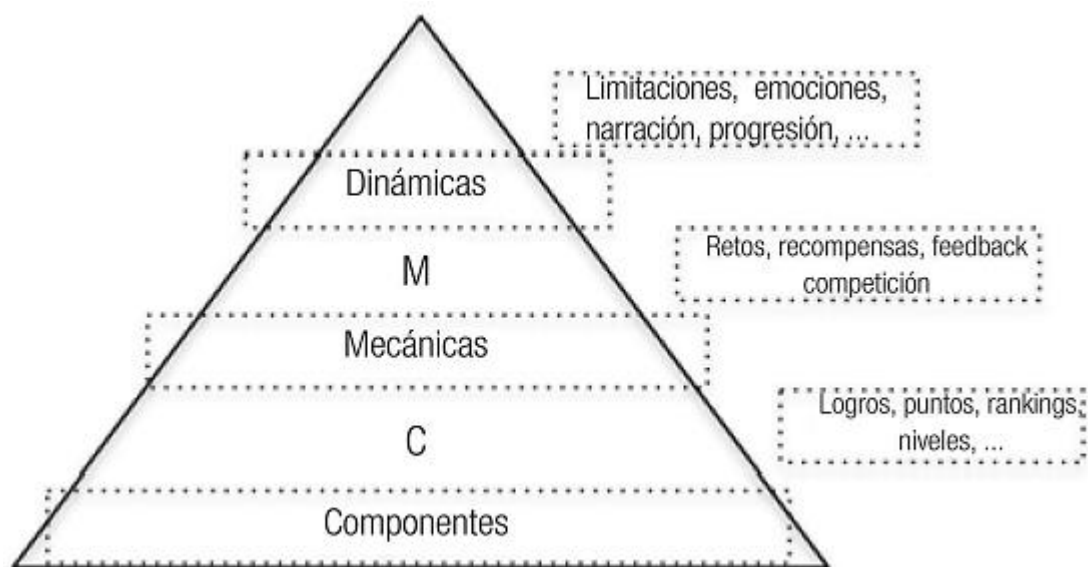 Limitaciones, emociones,
narración, progresión, ...
Dinámicas
M
Retos, recompensas, feedback
competición
Mecánicas
C
Logros, puntos, rankings,
niveles, ...
Componentes